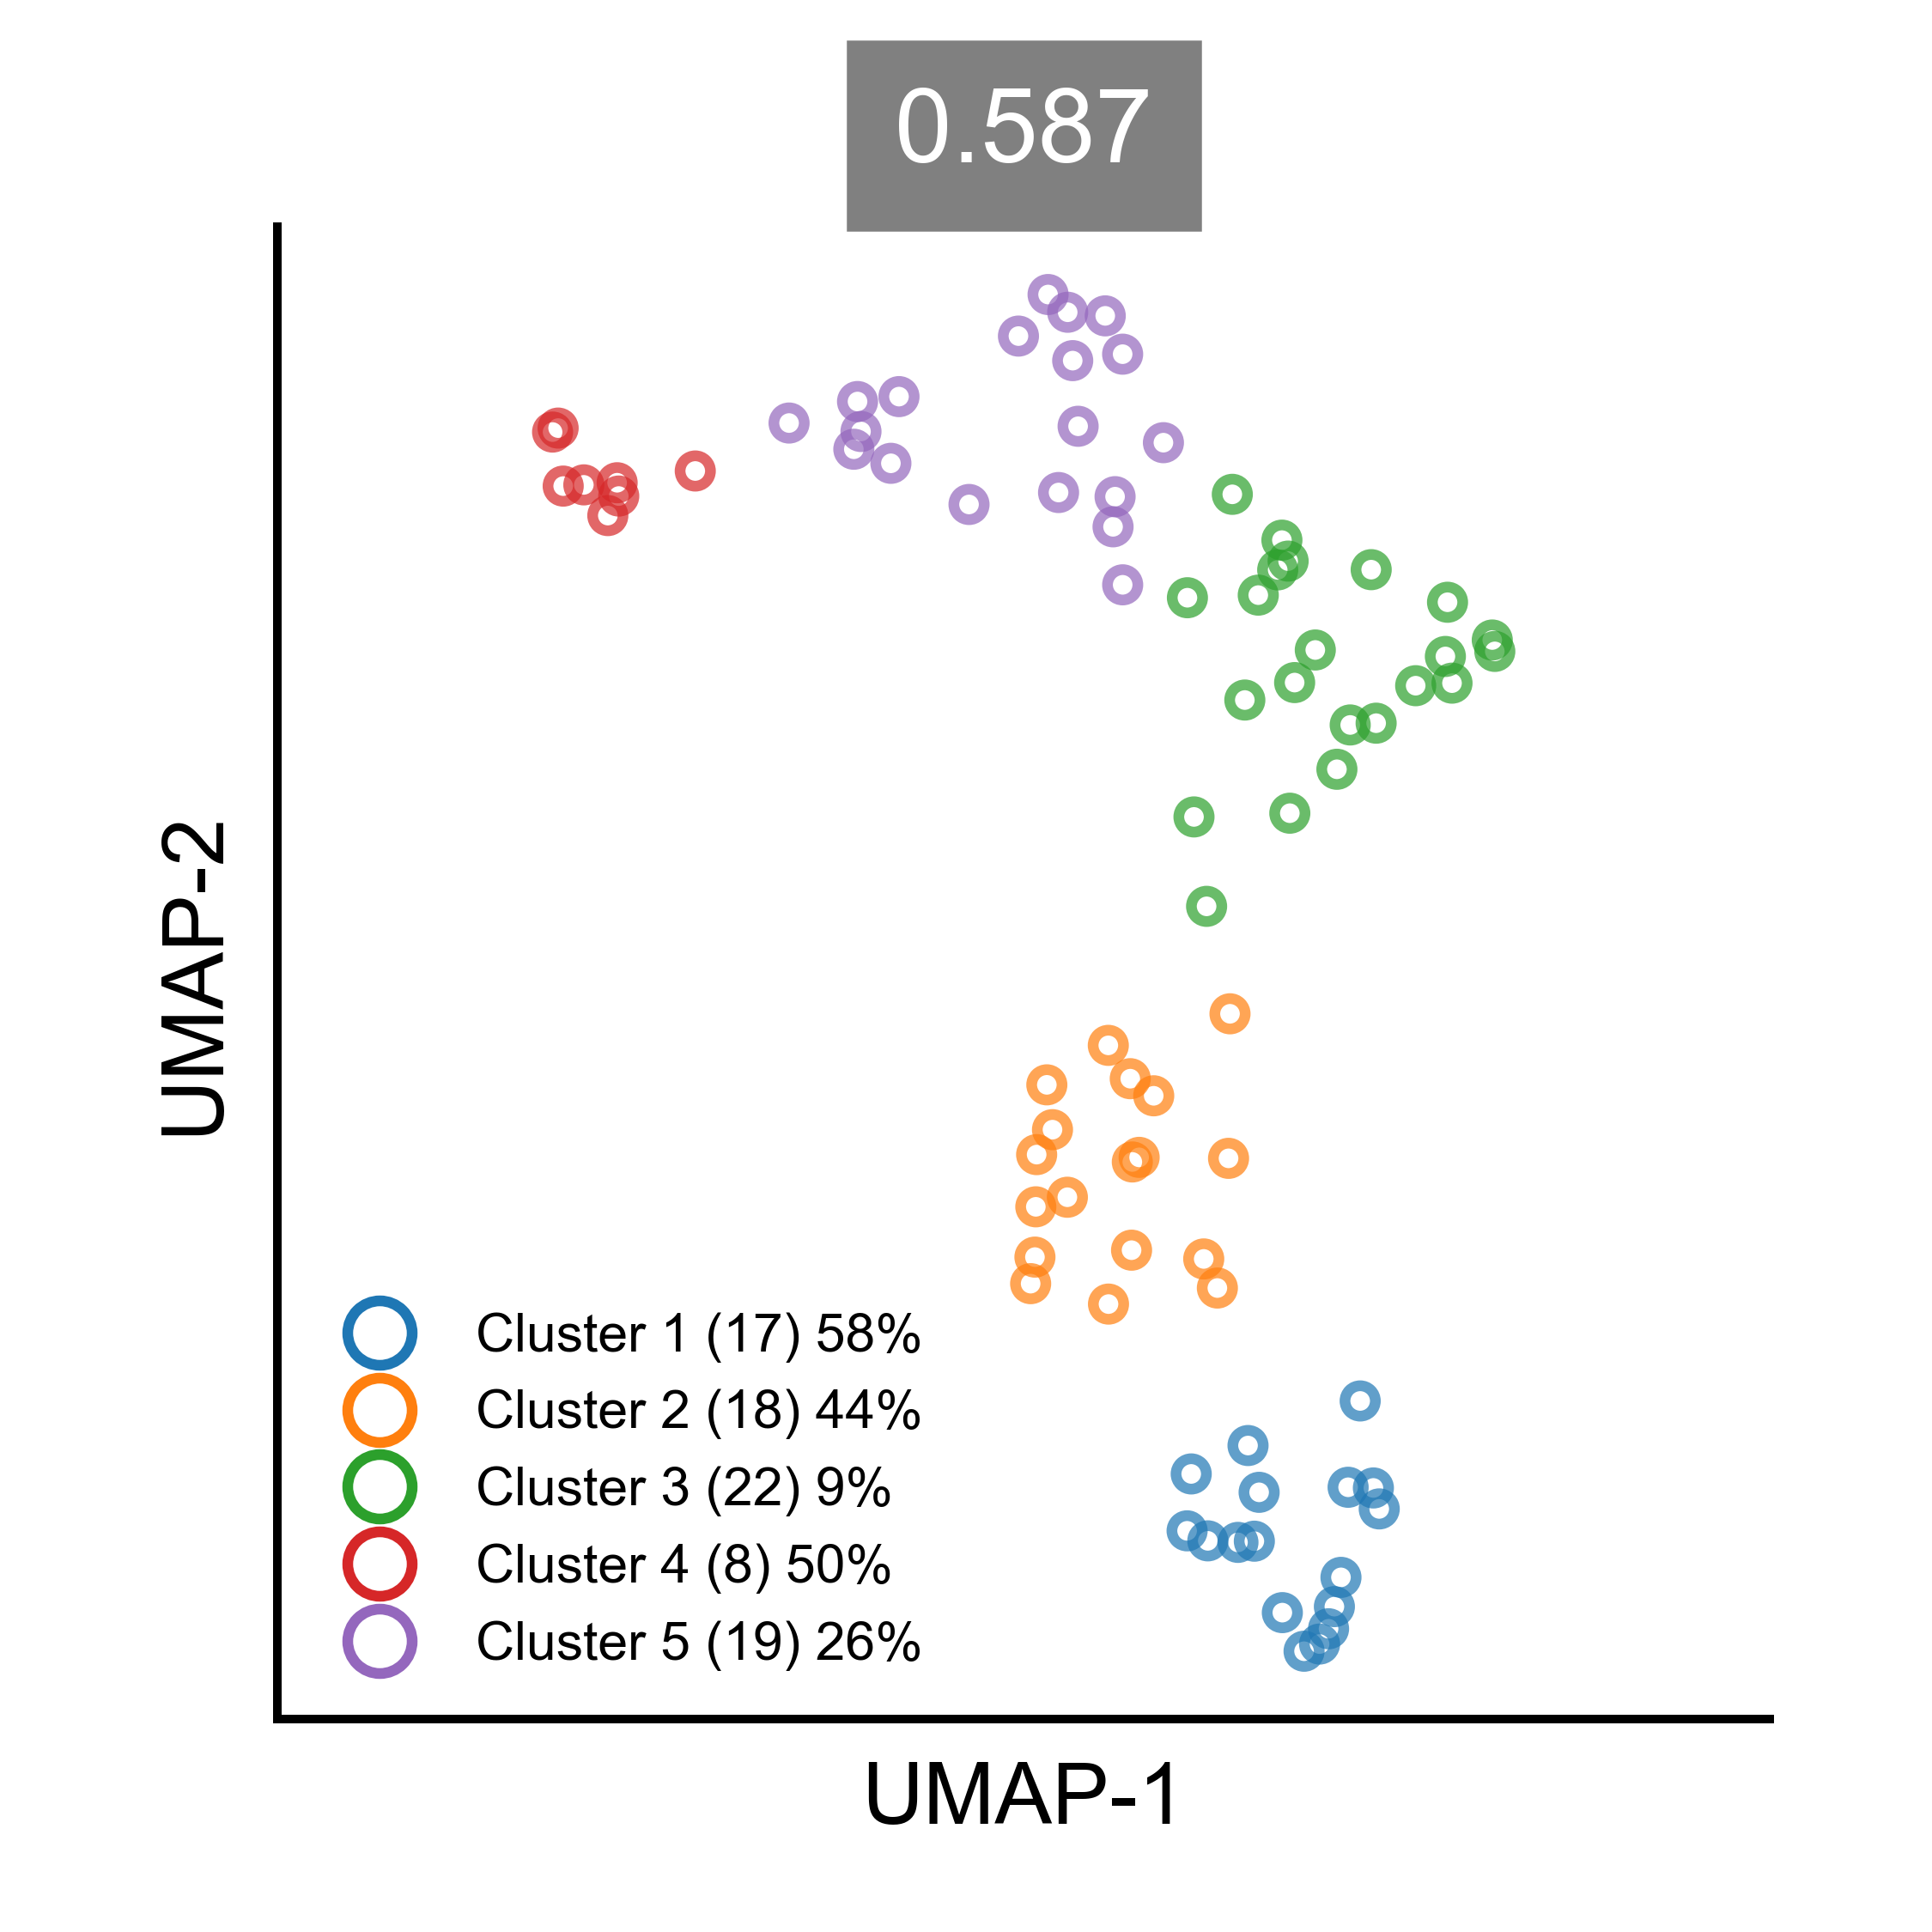 0.587
UMAP-2
Cluster 1 (17) 58%
Cluster 2 (18) 44%
Cluster 3 (22) 9%
Cluster 4 (8) 50%
Cluster 5 (19) 26%
UMAP-1